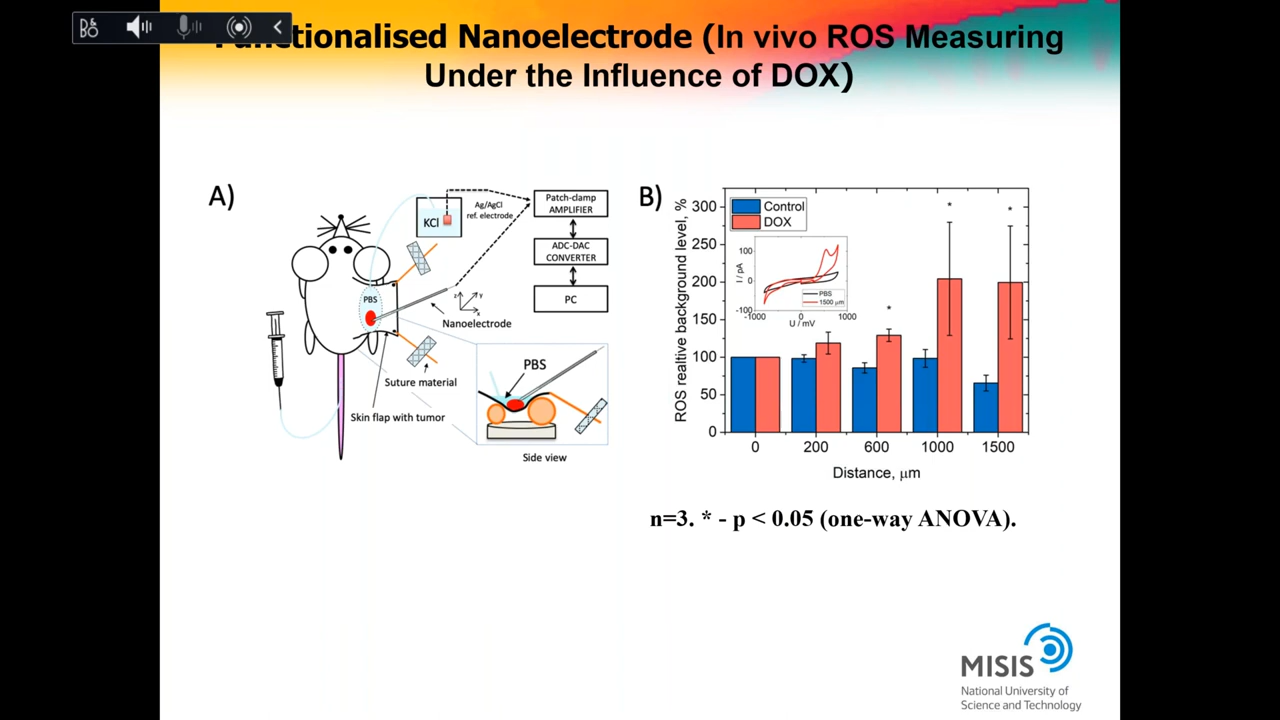 Functionalised Nanoelectrode (In vivo ROS Measuring
Under the Influence of DOX)
A)
KCl
Ag/AgCl
ref. electrode
Patch-clamp
AMPLIFIER
ADC-DAC
CONVERTER
PC
PBS
z
Y
x
Nanoelectrode
Suture material
Skin flap with tumor
PBS
Side view
B)
ROS realtive background level, %
300
250
200
150
100
50
0
Control
DOX
I / pA
100
0
-100
-1000
0
1000
U / mV
PBS
1500 μm
*
*
*
0
200
600
1000
1500
Distance, μm
n=3. * - p < 0.05 (one-way ANOVA).
MISIS
National University of
Science and Technology